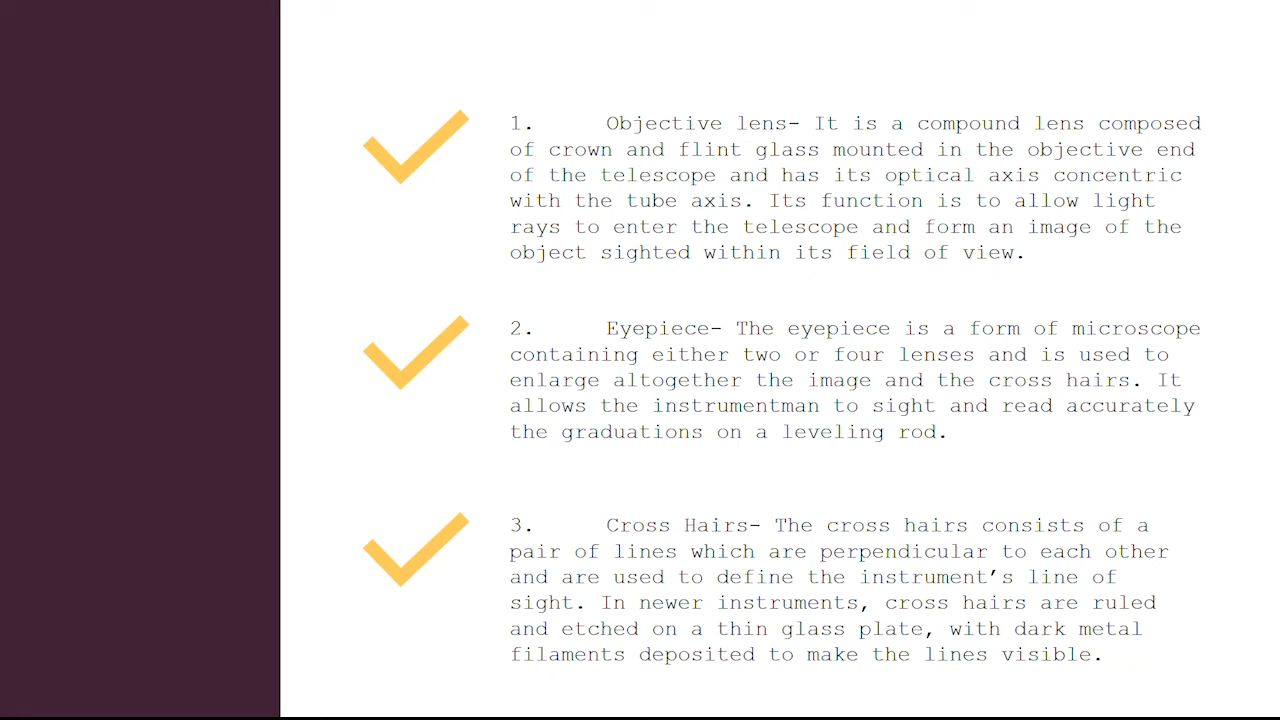 1. Objective lens- It is a compound lens composed
of crown and flint glass mounted in the objective end
of the telescope and has its optical axis concentric
with the tube axis. Its function is to allow light
rays to enter the telescope and form an image of the
object sighted within its field of view.
2. Eyepiece- The eyepiece is a form of microscope
containing either two or four lenses and is used to
enlarge altogether the image and the cross hairs. It
allows the instrumentman to sight and read accurately
the graduations on a leveling rod.
3. Cross Hairs- The cross hairs consists of a
pair of lines which are perpendicular to each other
and are used to define the instrument’s line of
sight. In newer instruments, cross hairs are ruled
and etched on a thin glass plate, with dark metal
filaments deposited to make the lines visible.